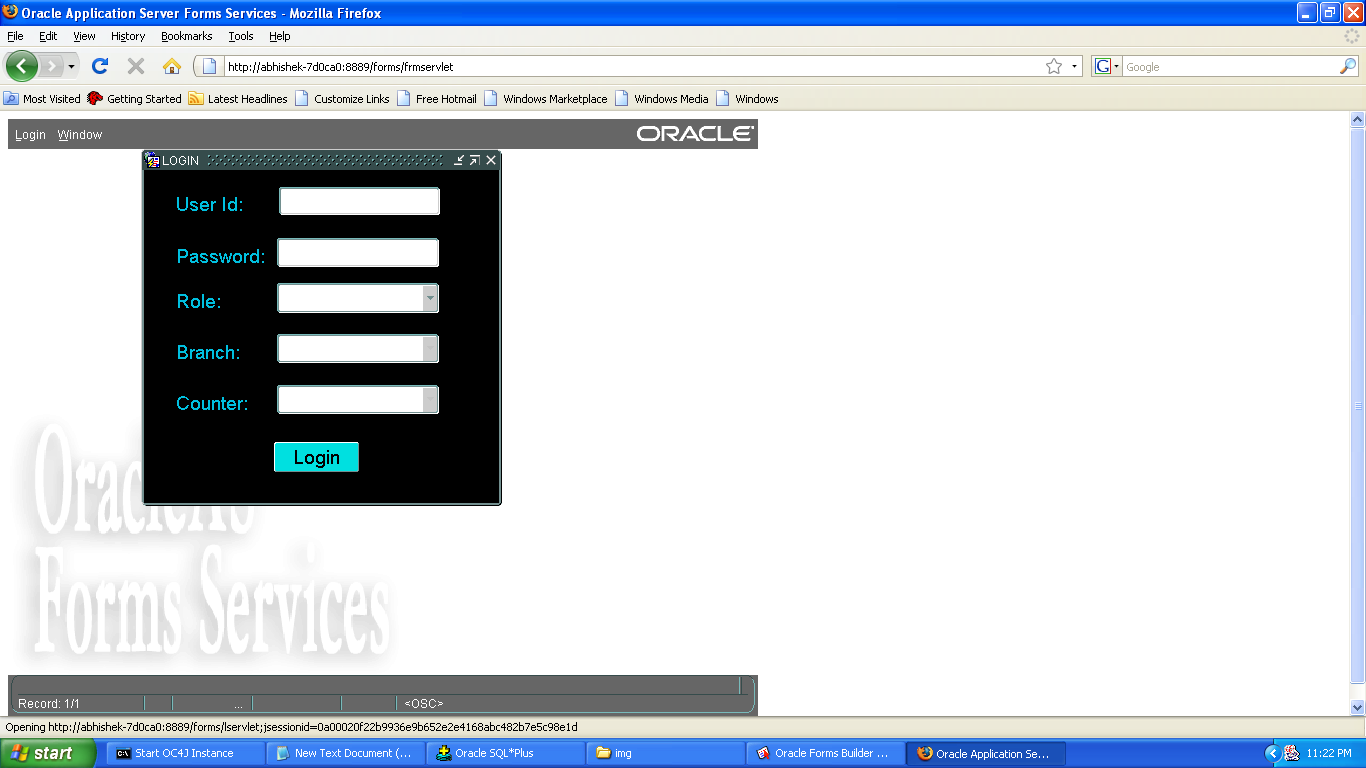 Oracle Application Server Forms Services - Mozilla Firefox
File Edit View History Bookmarks Tools Help
http://abhishek-7d0ca0:8889/forms/frmservlet
G Google
Most Visited Getting Started Latest Headlines Customize Links Free Hotmail Windows Marketplace Windows Media Windows
Login Window ORACLE
LOGIN
User Id:
Password:
Role:
Branch:
Counter:
Login
OracleAS
Forms Services
Record: 1/1 ... <OSC>
Opening http://abhishek-7d0ca0:8889/forms/lservlet;jsessionid=0a00020f22b9936e9b652e2e4168abc482b7e5c98e1d
start Start OC4J Instance New Text Document (... Oracle SQL*Plus img Oracle Forms Builder ... Oracle Application Se... 11:22 PM